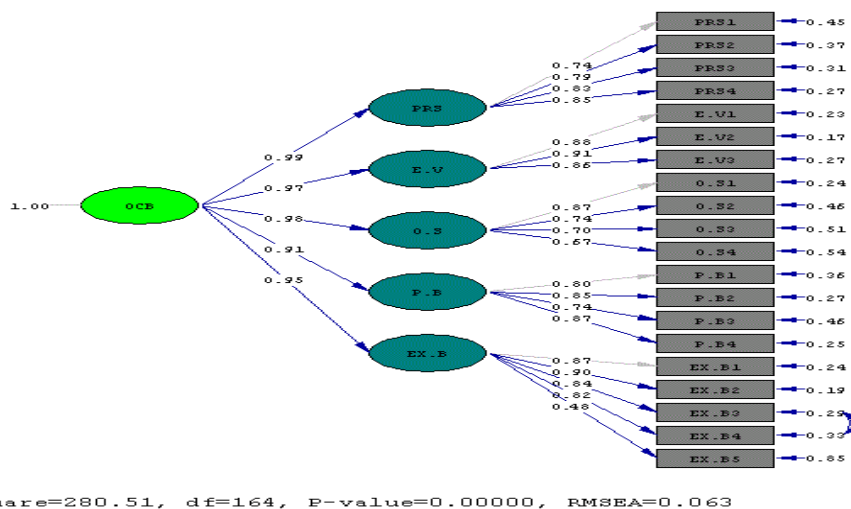 PRS1 0.45
PRS2 0.37
0.74
PRS3 0.31
0.79
0.83
PRS4 0.27
0.85
PRS
E.V1 0.23
E.V2 0.17
0.88
0.91
0.99
E.V3 0.27
0.86
E.V
O.S1 0.24
0.97
1.00
OCB
0.87
O.S2 0.46
0.98
0.74
O.S3 0.51
O.S
0.70
0.67
O.S4 0.54
0.91
P.B1 0.36
0.95
0.80
P.B
0.85
P.B2 0.27
0.74
P.B3 0.46
0.87
P.B4 0.25
EX.B
0.87
EX.B1 0.24
0.90
0.84
EX.B2 0.19
0.82
0.48
EX.B3 0.29
EX.B4 0.33
EX.B5 0.85
uare=280.51, df=164, P-value=0.00000, RMSEA=0.063